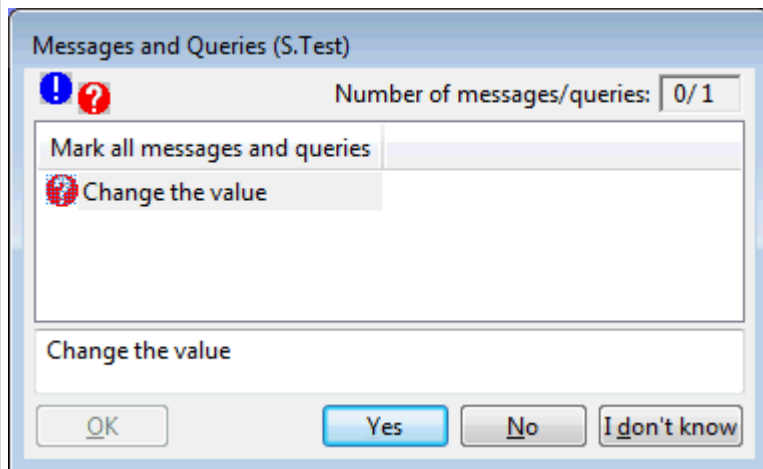 Messages and Queries (S.Test)
Number of messages/queries: 0/ 1
Mark all messages and queries
Change the value
Change the value
OK Yes No I don't know